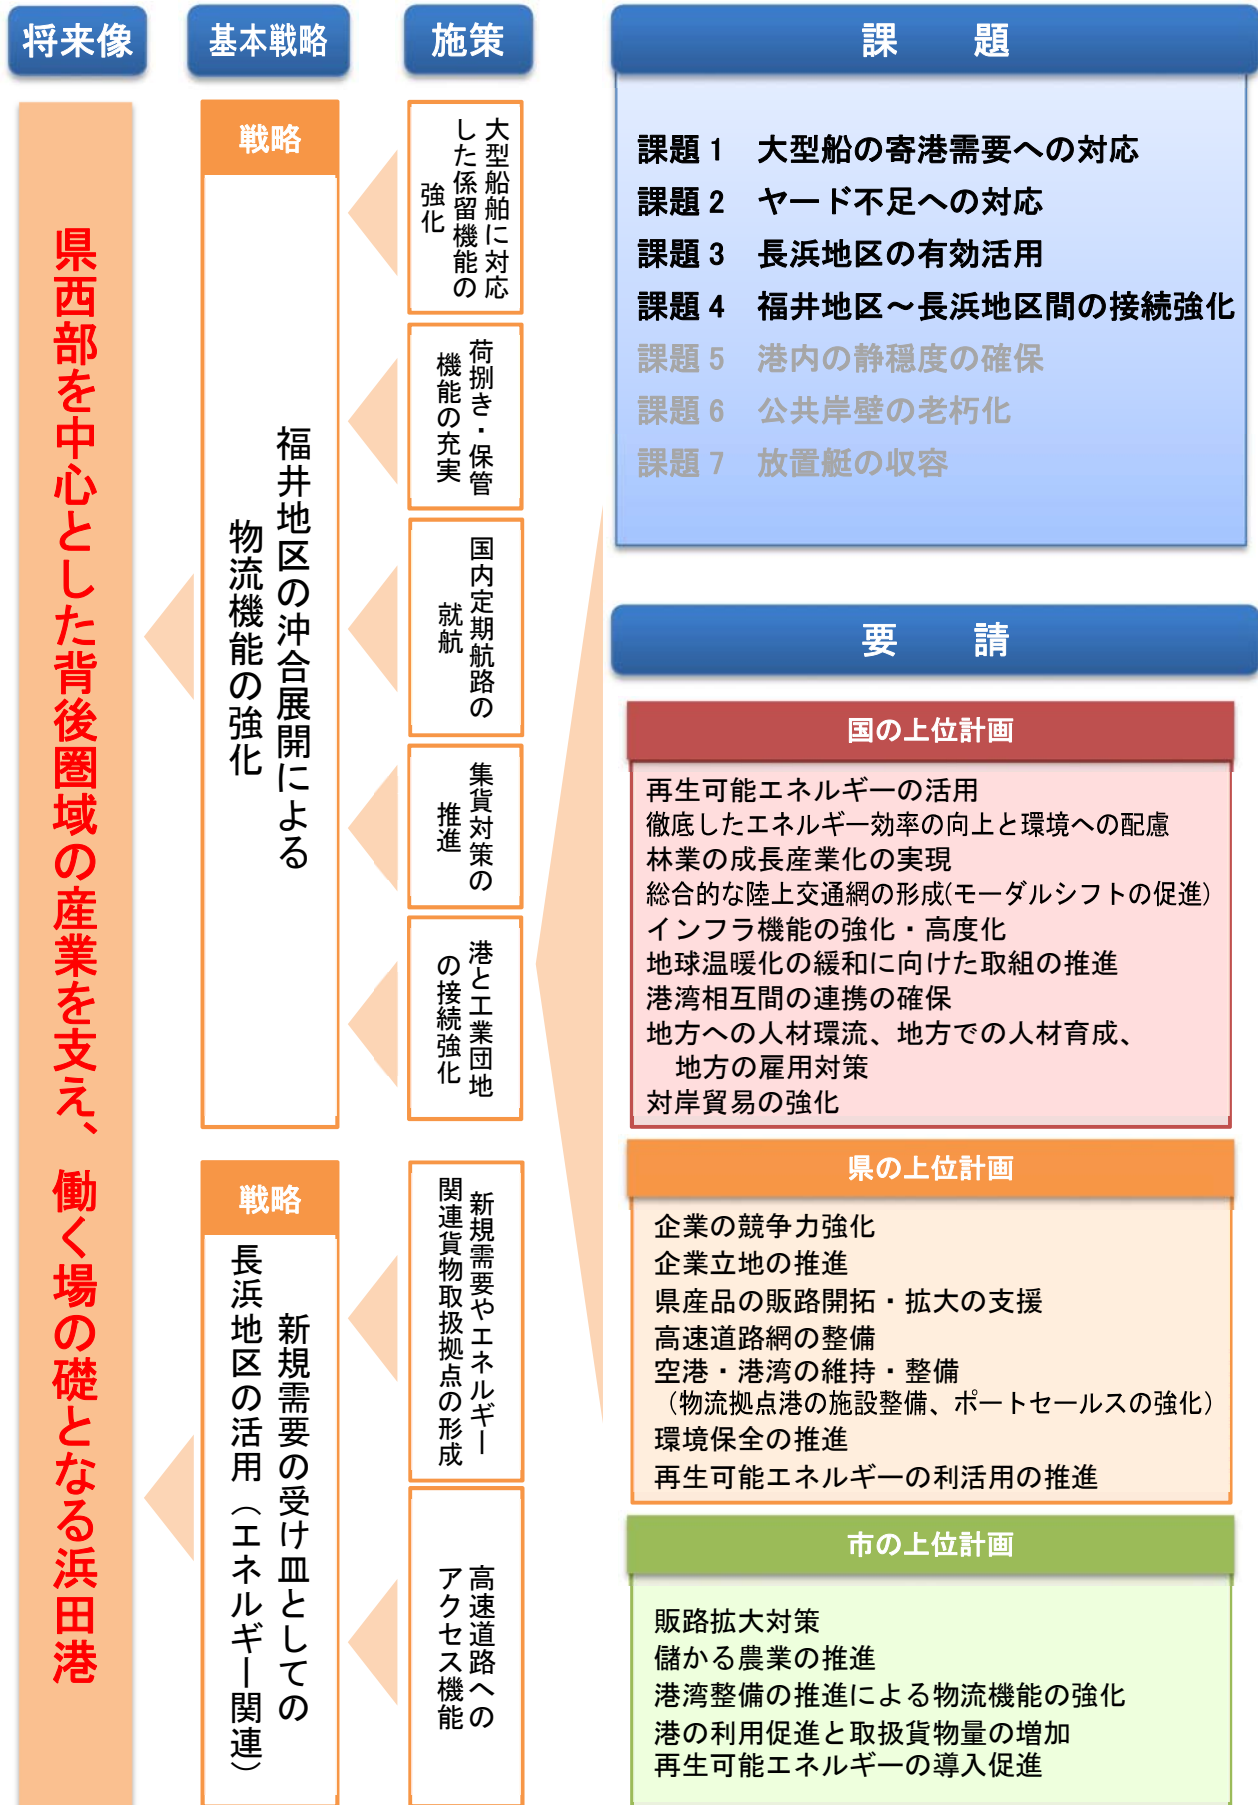 将来像
県西部を中心とした背後圏域の産業を支え、働く場の礎となる浜田港
基本戦略
戦略
福井地区の沖合展開による
物流機能の強化
戦略
新規需要の受け皿としての
長浜地区の活用（エネルギー関連）
施策
大型船舶に対応
した係留機能の
強化
荷捌き・保管
機能の充実
国内定期航路の
就航
集貨対策の
推進
港と工業団地
の接続強化
新規需要やエネルギー
関連貨物取扱拠点の形成
高速道路への
アクセス機能
課　題
課題1　大型船の寄港需要への対応
課題2　ヤード不足への対応
課題3　長浜地区の有効活用
課題4　福井地区～長浜地区間の接続強化
課題5　港内の静穏度の確保
課題6　公共岸壁の老朽化
課題7　放置艇の収容
要　請
国の上位計画
再生可能エネルギーの活用
徹底したエネルギー効率の向上と環境への配慮
林業の成長産業化の実現
総合的な陸上交通網の形成(モーダルシフトの促進)
インフラ機能の強化・高度化
地球温暖化の緩和に向けた取組の推進
港湾相互間の連携の確保
地方への人材環流、地方での人材育成、
地方の雇用対策
対岸貿易の強化
県の上位計画
企業の競争力強化
企業立地の推進
県産品の販路開拓・拡大の支援
高速道路網の整備
空港・港湾の維持・整備
（物流拠点港の施設整備、ポートセールスの強化）
環境保全の推進
再生可能エネルギーの利活用の推進
市の上位計画
販路拡大対策
儲かる農業の推進
港湾整備の推進による物流機能の強化
港の利用促進と取扱貨物量の増加
再生可能エネルギーの導入促進